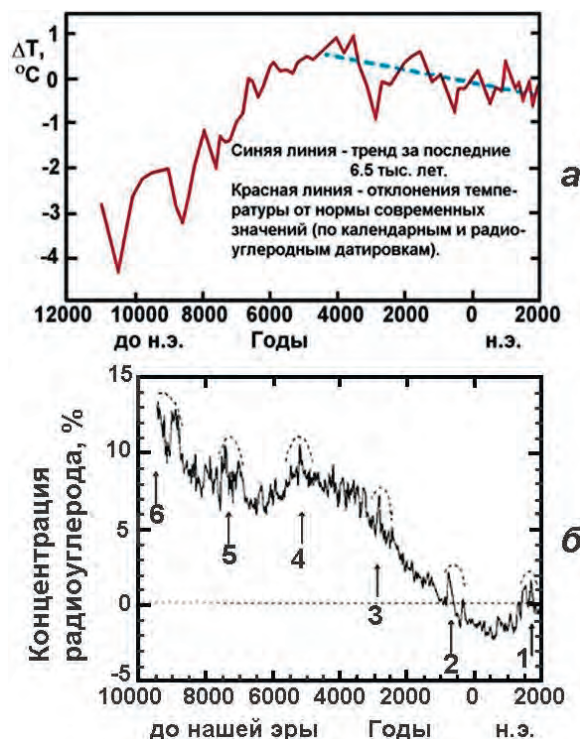 ΔT,
°C
1
0
-1
-2
-3
-4
Синяя линия - тренд за последние
6.5 тыс. лет.
Красная линия - отклонения темпе-
ратуры от нормы современных
значений (по календарным и радио-
углеродным датировкам).
а
12000 10000 8000 6000 4000 2000 0 2000
до н.э. Годы н.э.
Концентрация
радиоуглерода, %
15
10
5
0
-5
6 5 4 3 2 1
б
10000 8000 6000 4000 2000 0 2000
до нашей эры Годы н.э.